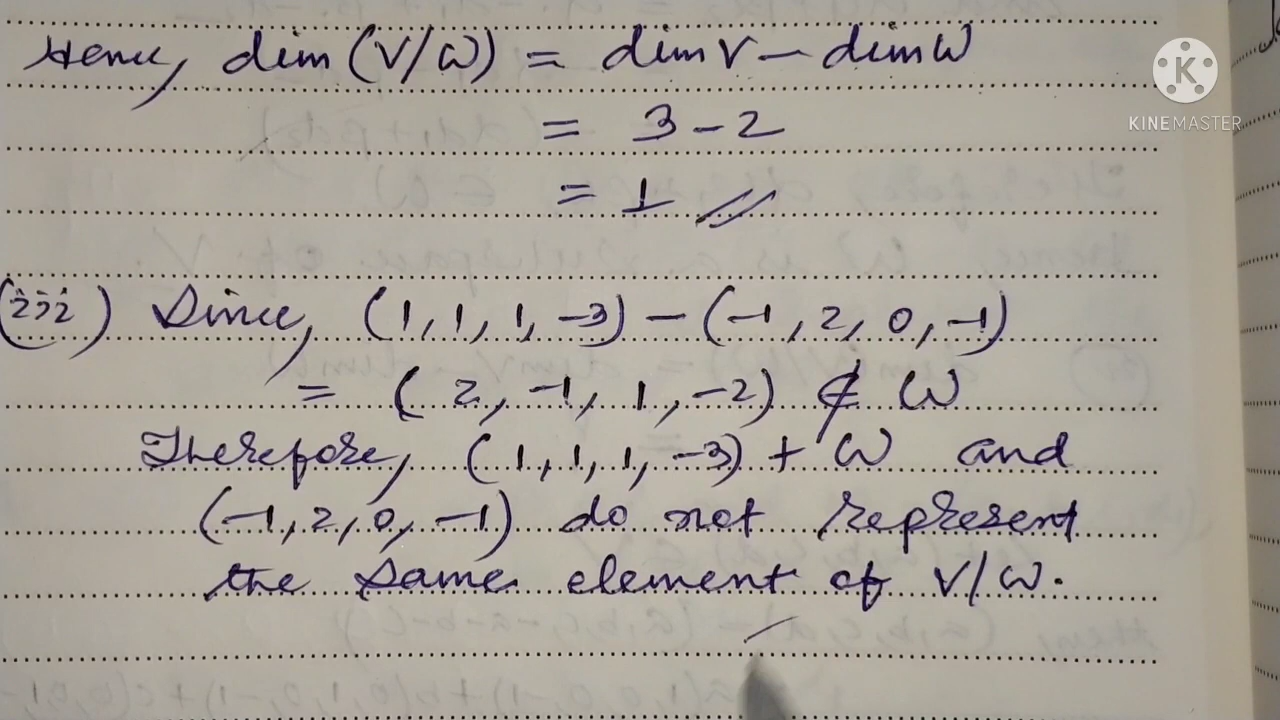 Hence, dim (V/W) = dim V - dim W
KINEMASTER
= 3 - 2
= 1 //
(iii) Since, (1, 1, 1, -3) - (-1, 2, 0, -1)
= (2, -1, 1, -2) ∉ W
Therefore, (1, 1, 1, -3) + W and
(-1, 2, 0, -1) do not represent
the same element of V/W.